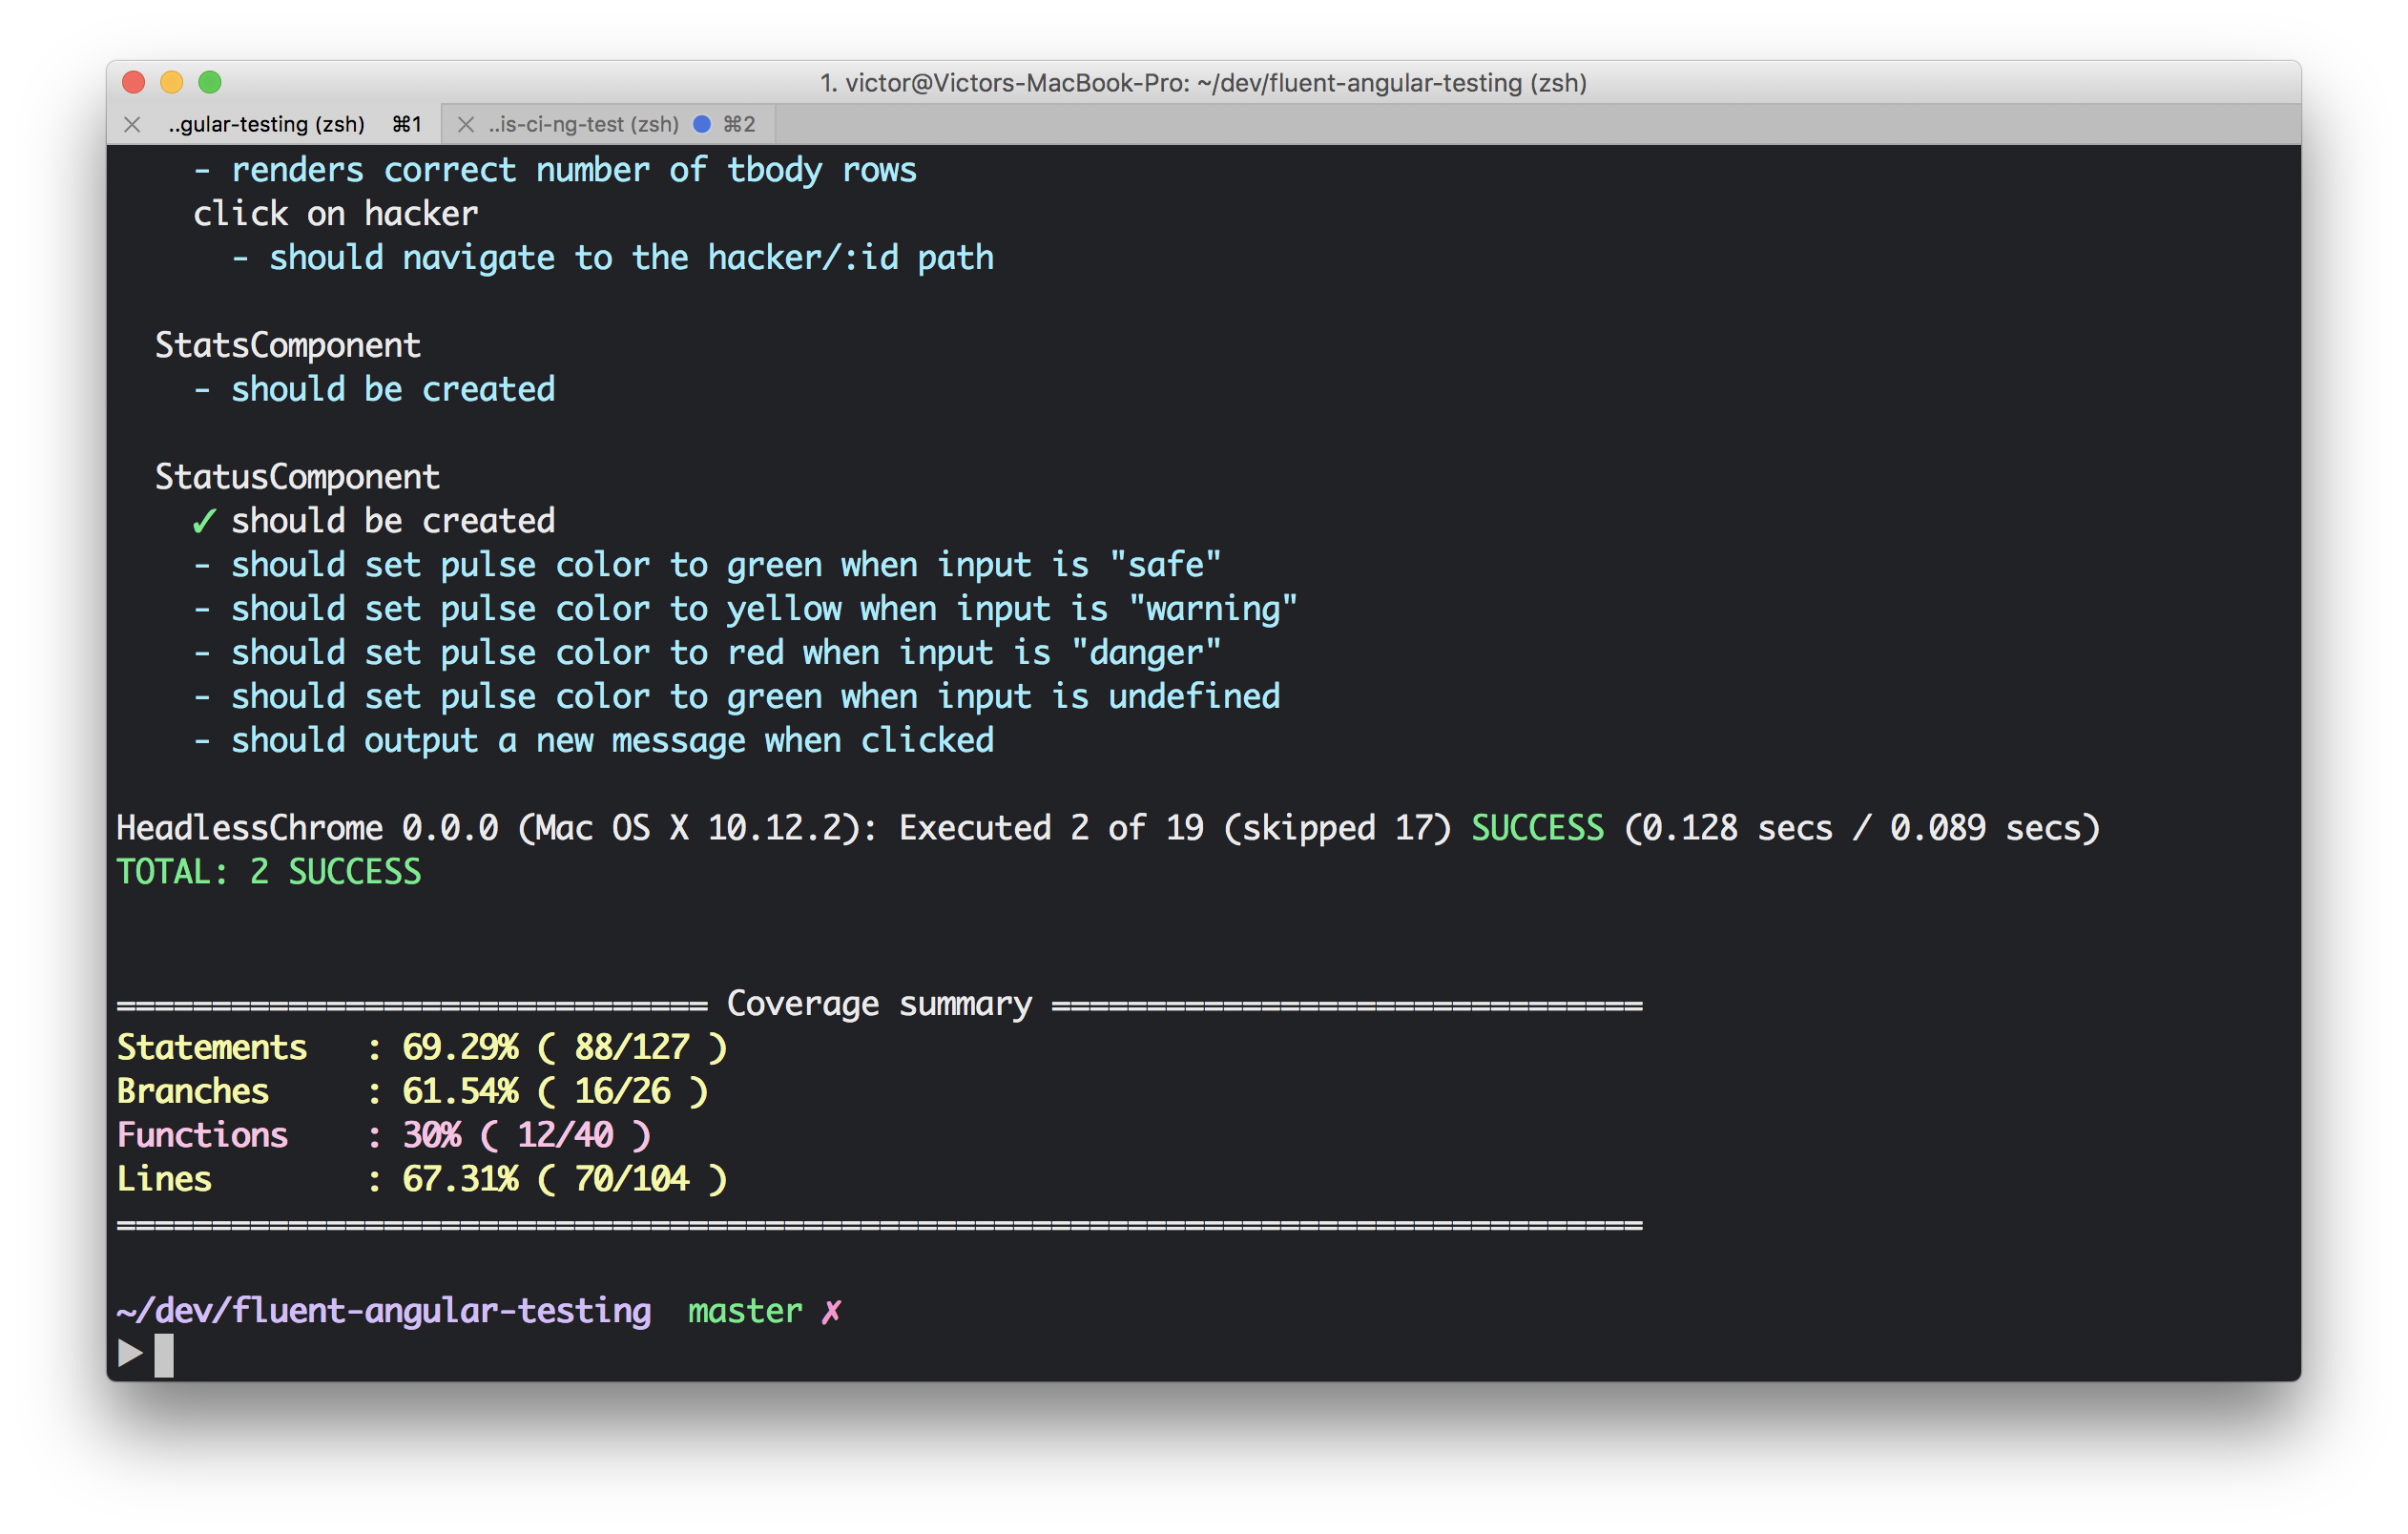 1. victor@Victors-MacBook-Pro: ~/dev/fluent-angular-testing (zsh)
..gular-testing (zsh) ⌘1 ..is-ci-ng-test (zsh) ⌘2
- renders correct number of tbody rows
click on hacker
- should navigate to the hacker/:id path
StatsComponent
- should be created
StatusComponent
✓ should be created
- should set pulse color to green when input is "safe"
- should set pulse color to yellow when input is "warning"
- should set pulse color to red when input is "danger"
- should set pulse color to green when input is undefined
- should output a new message when clicked
HeadlessChrome 0.0.0 (Mac OS X 10.12.2): Executed 2 of 19 (skipped 17) SUCCESS (0.128 secs / 0.089 secs)
TOTAL: 2 SUCCESS
=============================== Coverage summary ===============================
Statements   : 69.29% ( 88/127 )
Branches     : 61.54% ( 16/26 )
Functions    : 30% ( 12/40 )
Lines        : 67.31% ( 70/104 )
================================================================================
~/dev/fluent-angular-testing  master ✗
▶